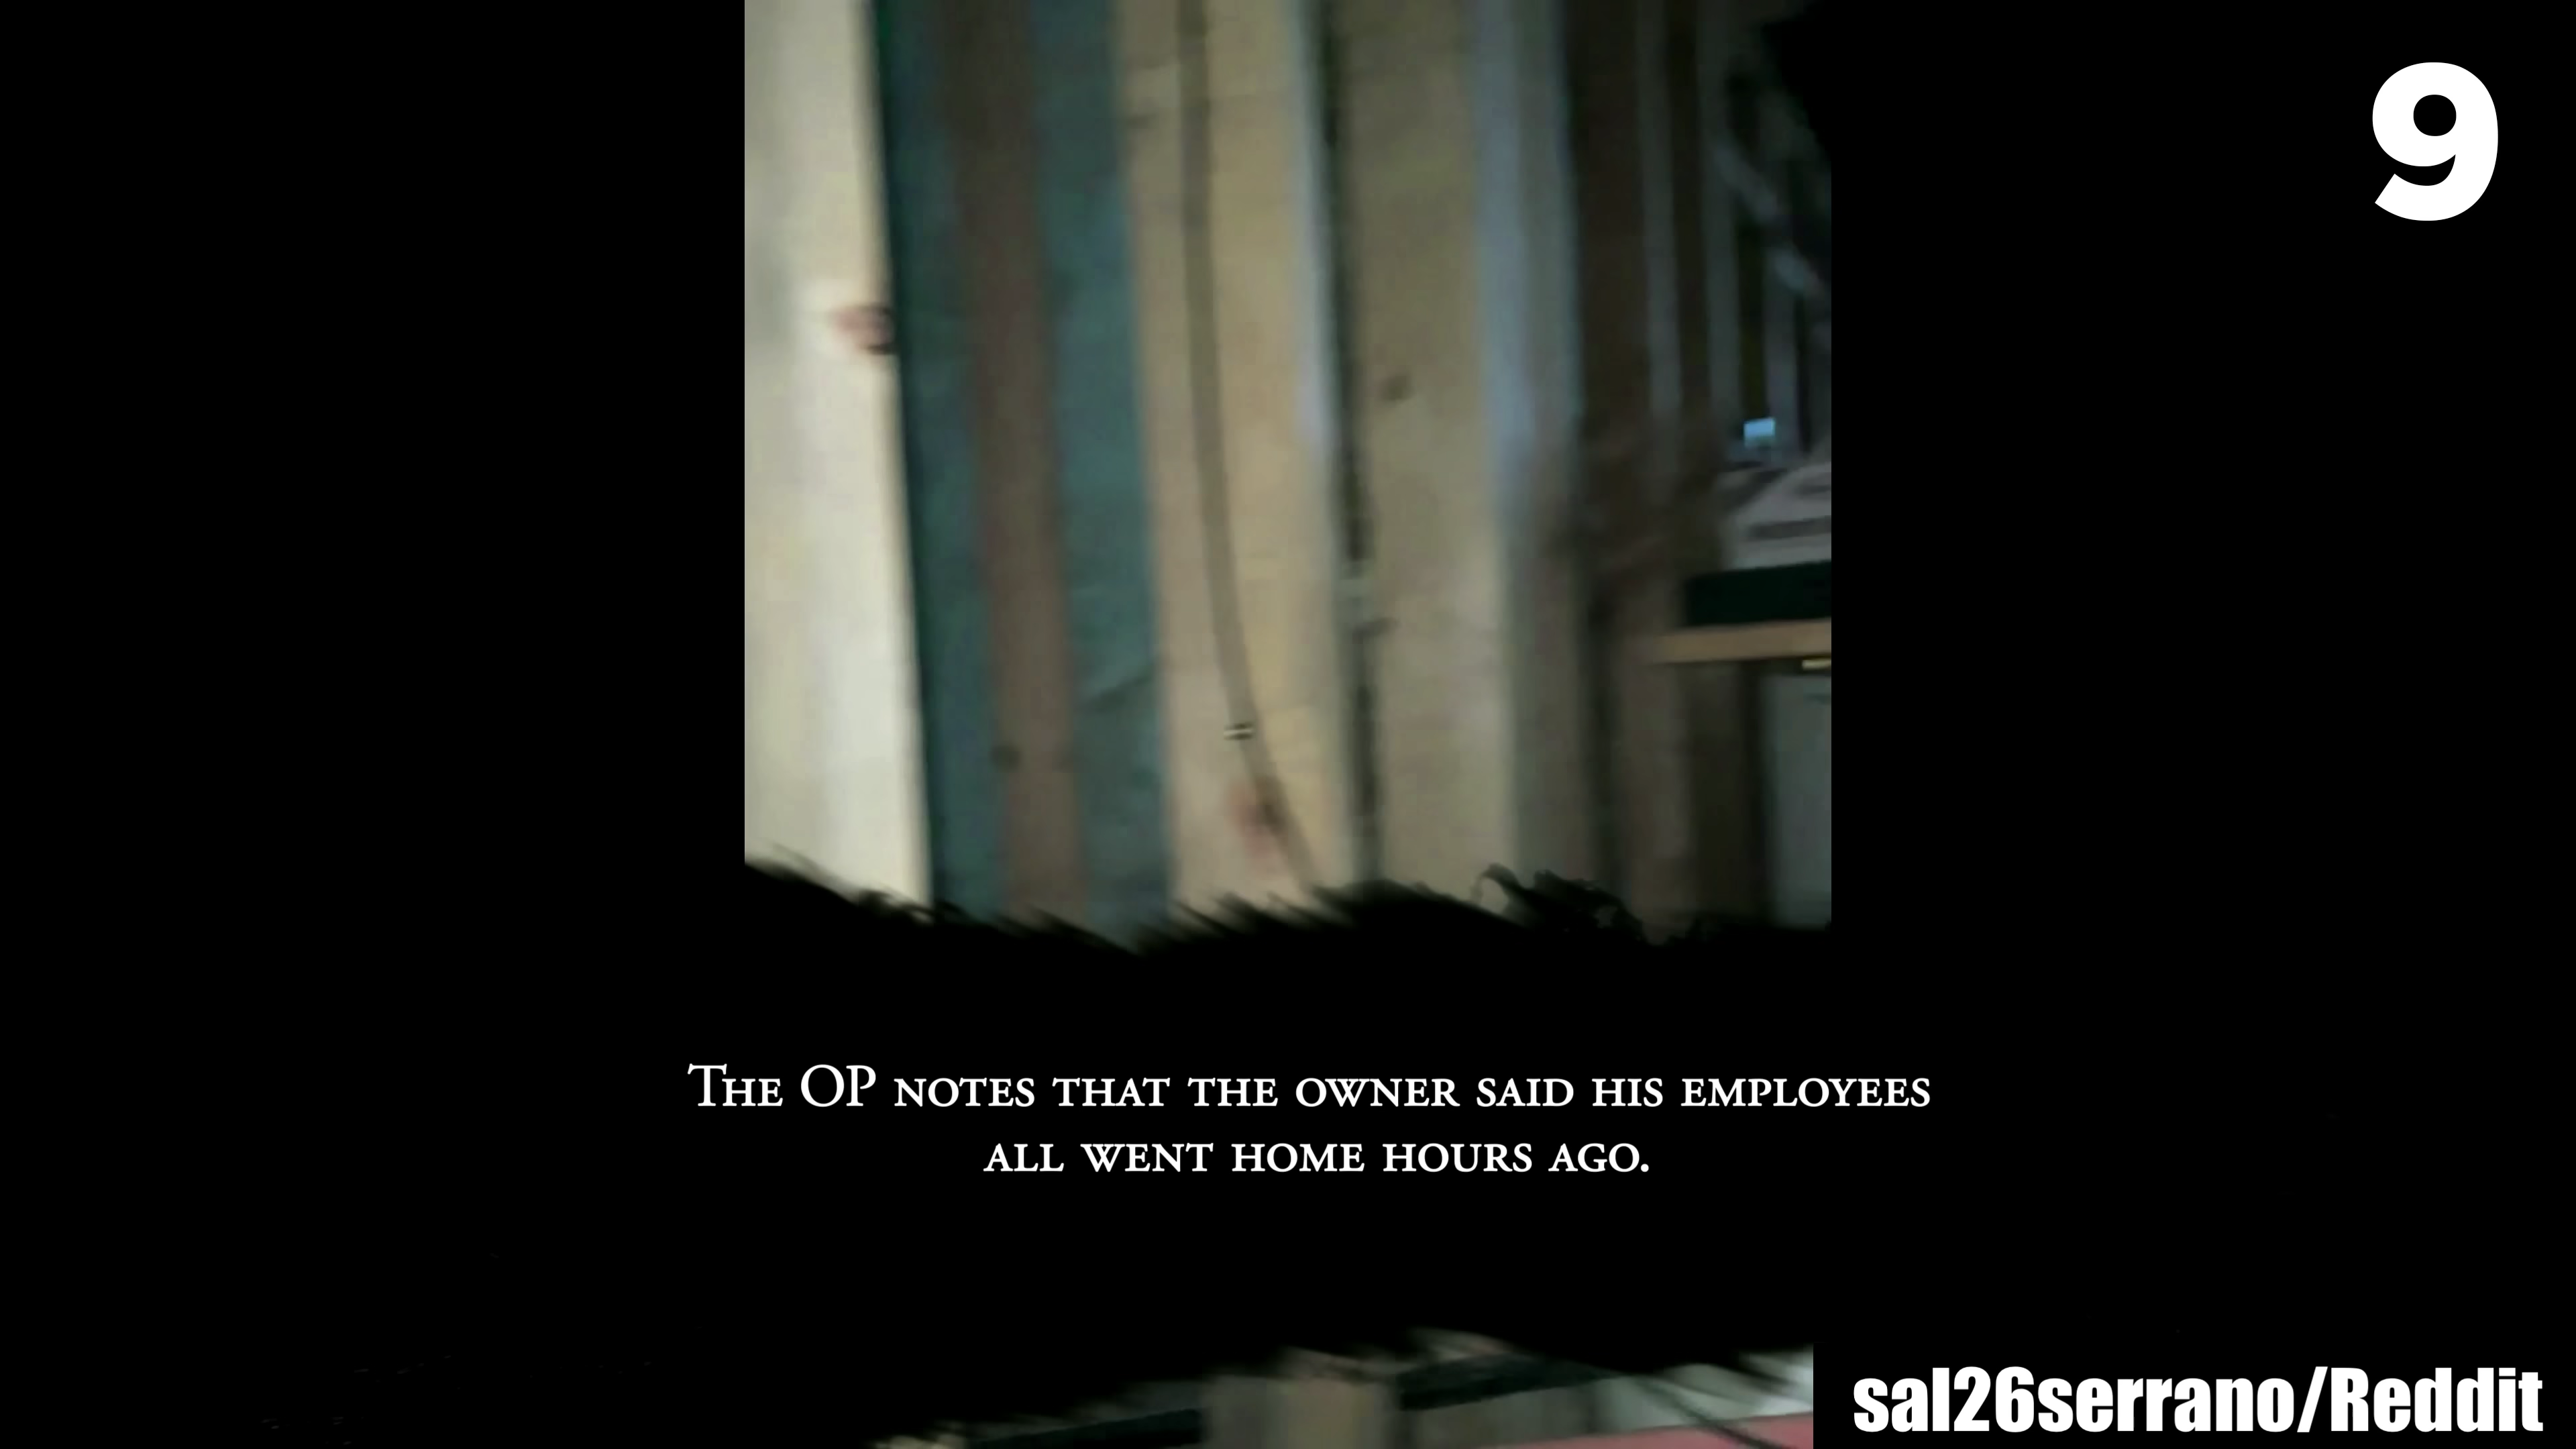 9
The OP notes that the owner said his employees
all went home hours ago.
sal26serrano/Reddit